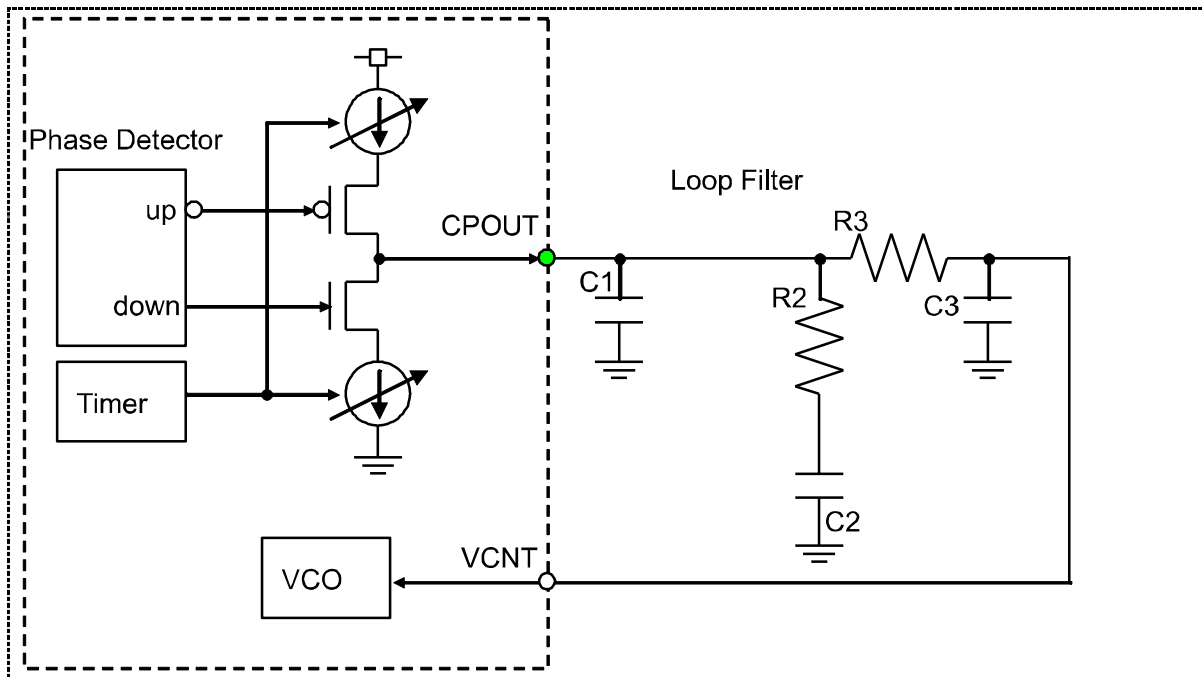 Phase Detector
up
down
Timer
CPOUT
Loop Filter
C1
R2
R3
C3
C2
VCNT
VCO